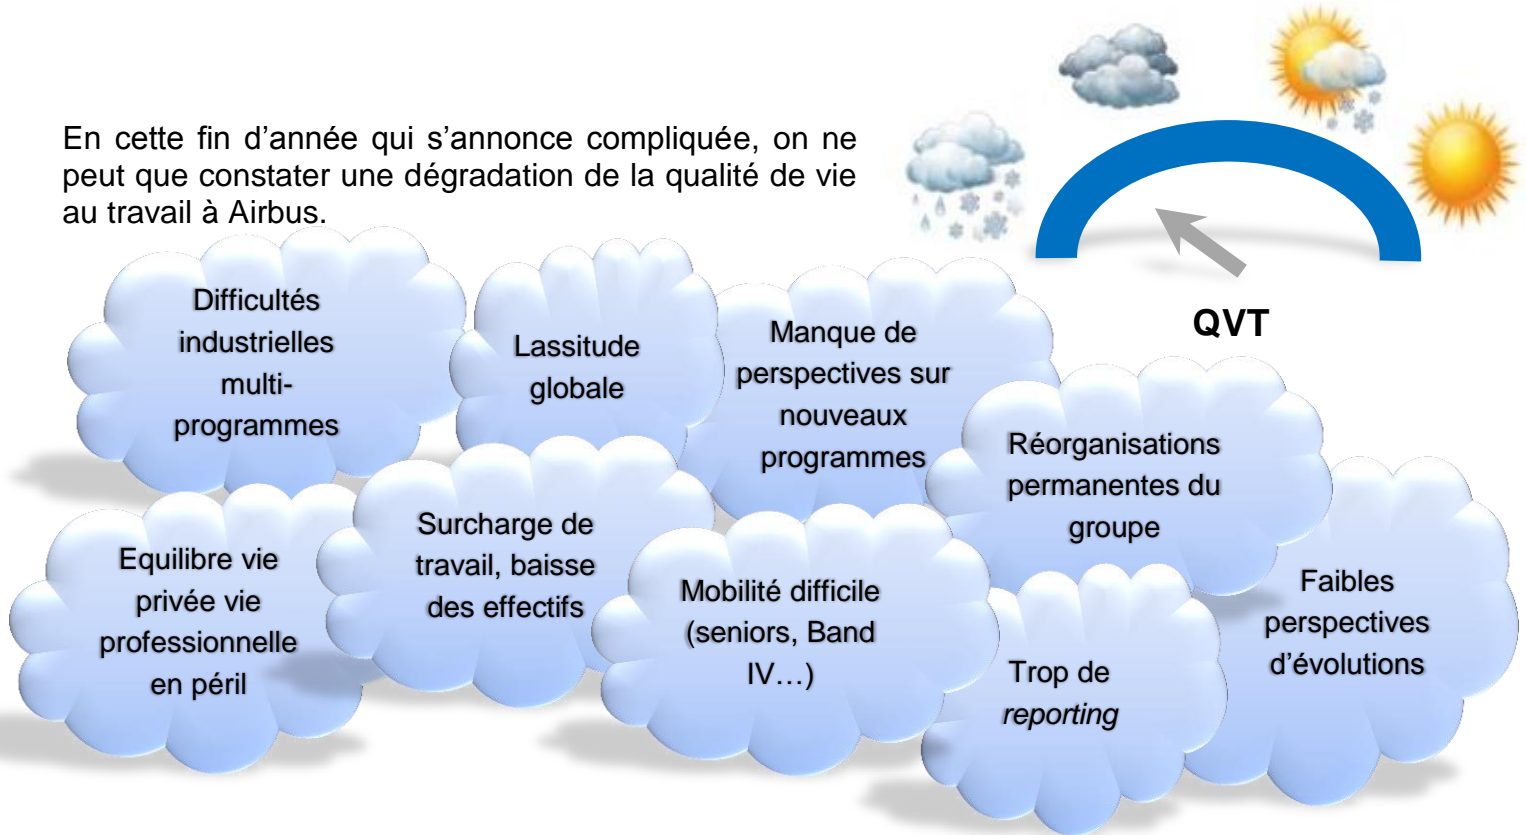 En cette fin d’année qui s’annonce compliquée, on ne
peut que constater une dégradation de la qualité de vie
au travail à Airbus.
QVT
Difficultés
industrielles
multi-
programmes
Lassitude
globale
Manque de
perspectives sur
nouveaux
programmes
Réorganisations
permanentes du
groupe
Equilibre vie
privée vie
professionnelle
en péril
Surcharge de
travail, baisse
des effectifs
Mobilité difficile
(seniors, Band
IV…)
Trop de
reporting
Faibles
perspectives
d’évolutions